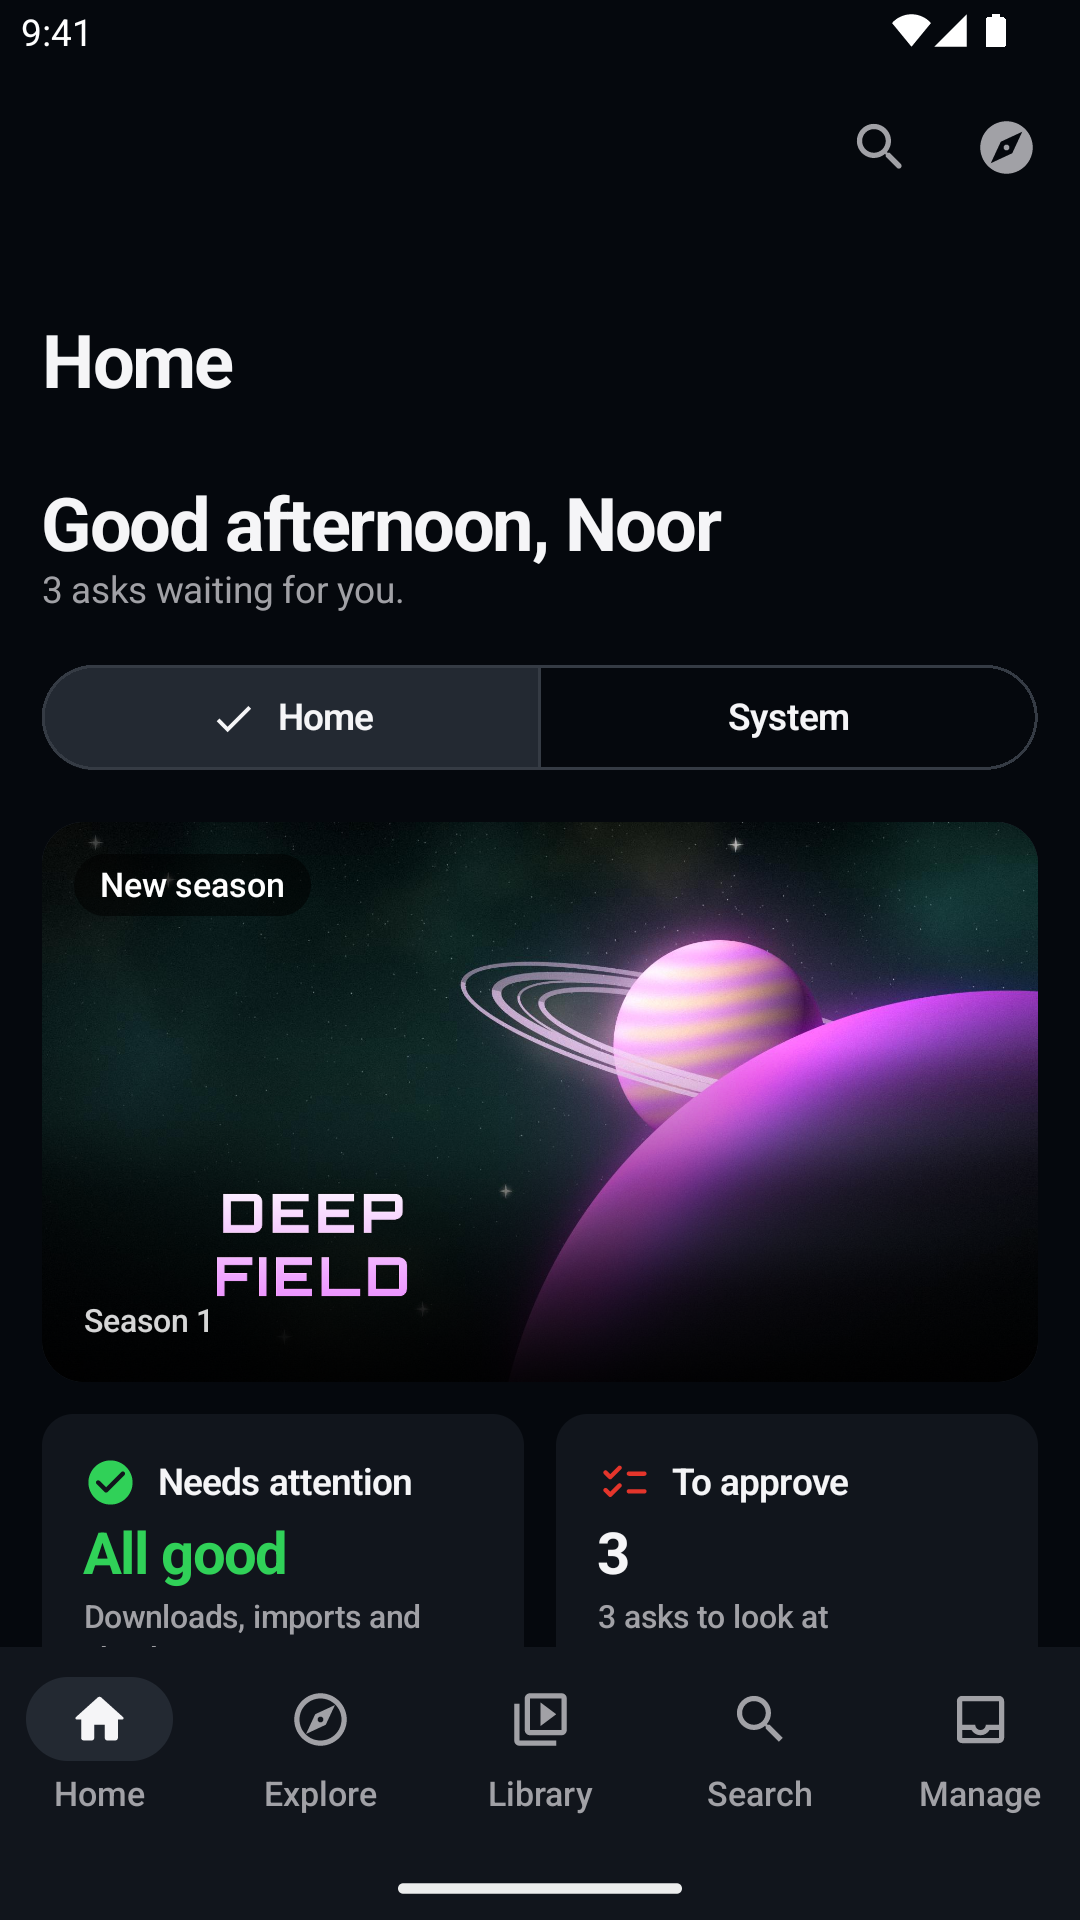 9:41
Home
Good afternoon, Noor
3 asks waiting for you.
Home
System
New season
DEEP
FIELD
Season 1
Needs attention
To approve
All good
3
Downloads, imports and
3 asks to look at
Home
Explore
Library
Search
Manage